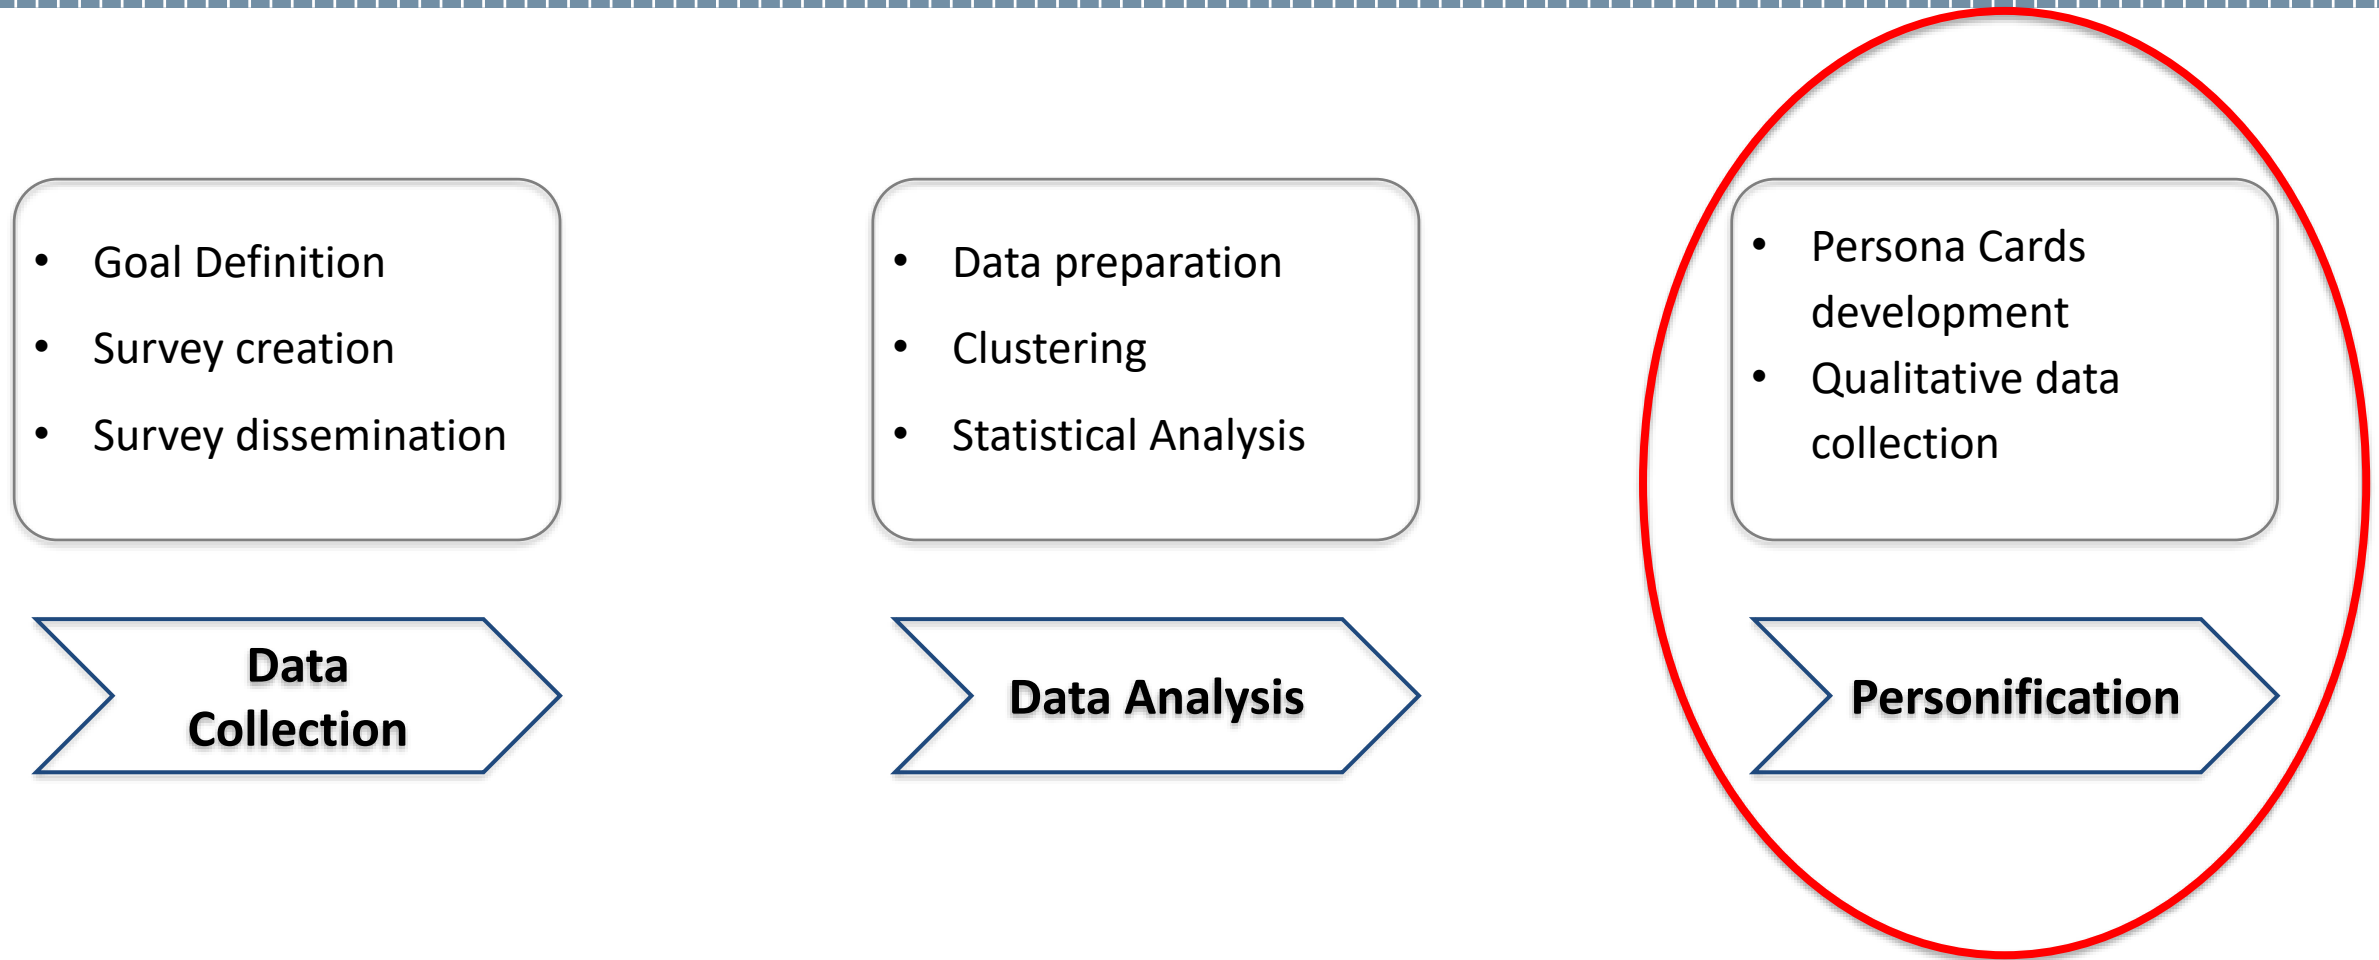 • Goal Definition
• Survey creation
• Survey dissemination
Data
Collection
• Data preparation
• Clustering
• Statistical Analysis
Data Analysis
• Persona Cards
development
• Qualitative data
collection
Personification